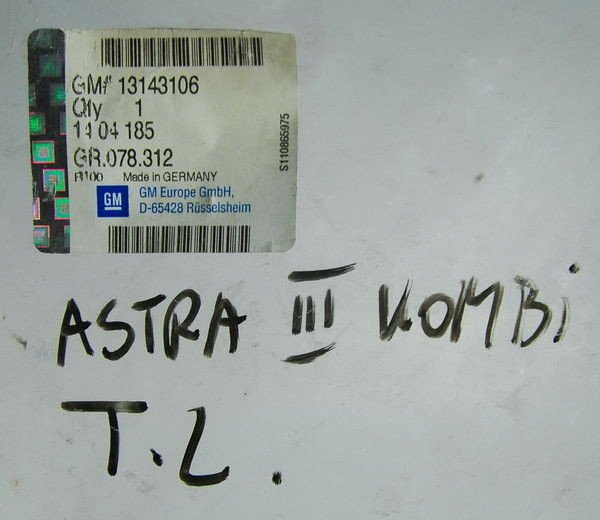 GM# 13143106
Qty 1
14 04 185
GR.078.312
R100 Made in GERMANY
GM
GM Europe GmbH,
D-65428 Rüsselsheim
S110865975
ASTRA III KOMBi
T.L.